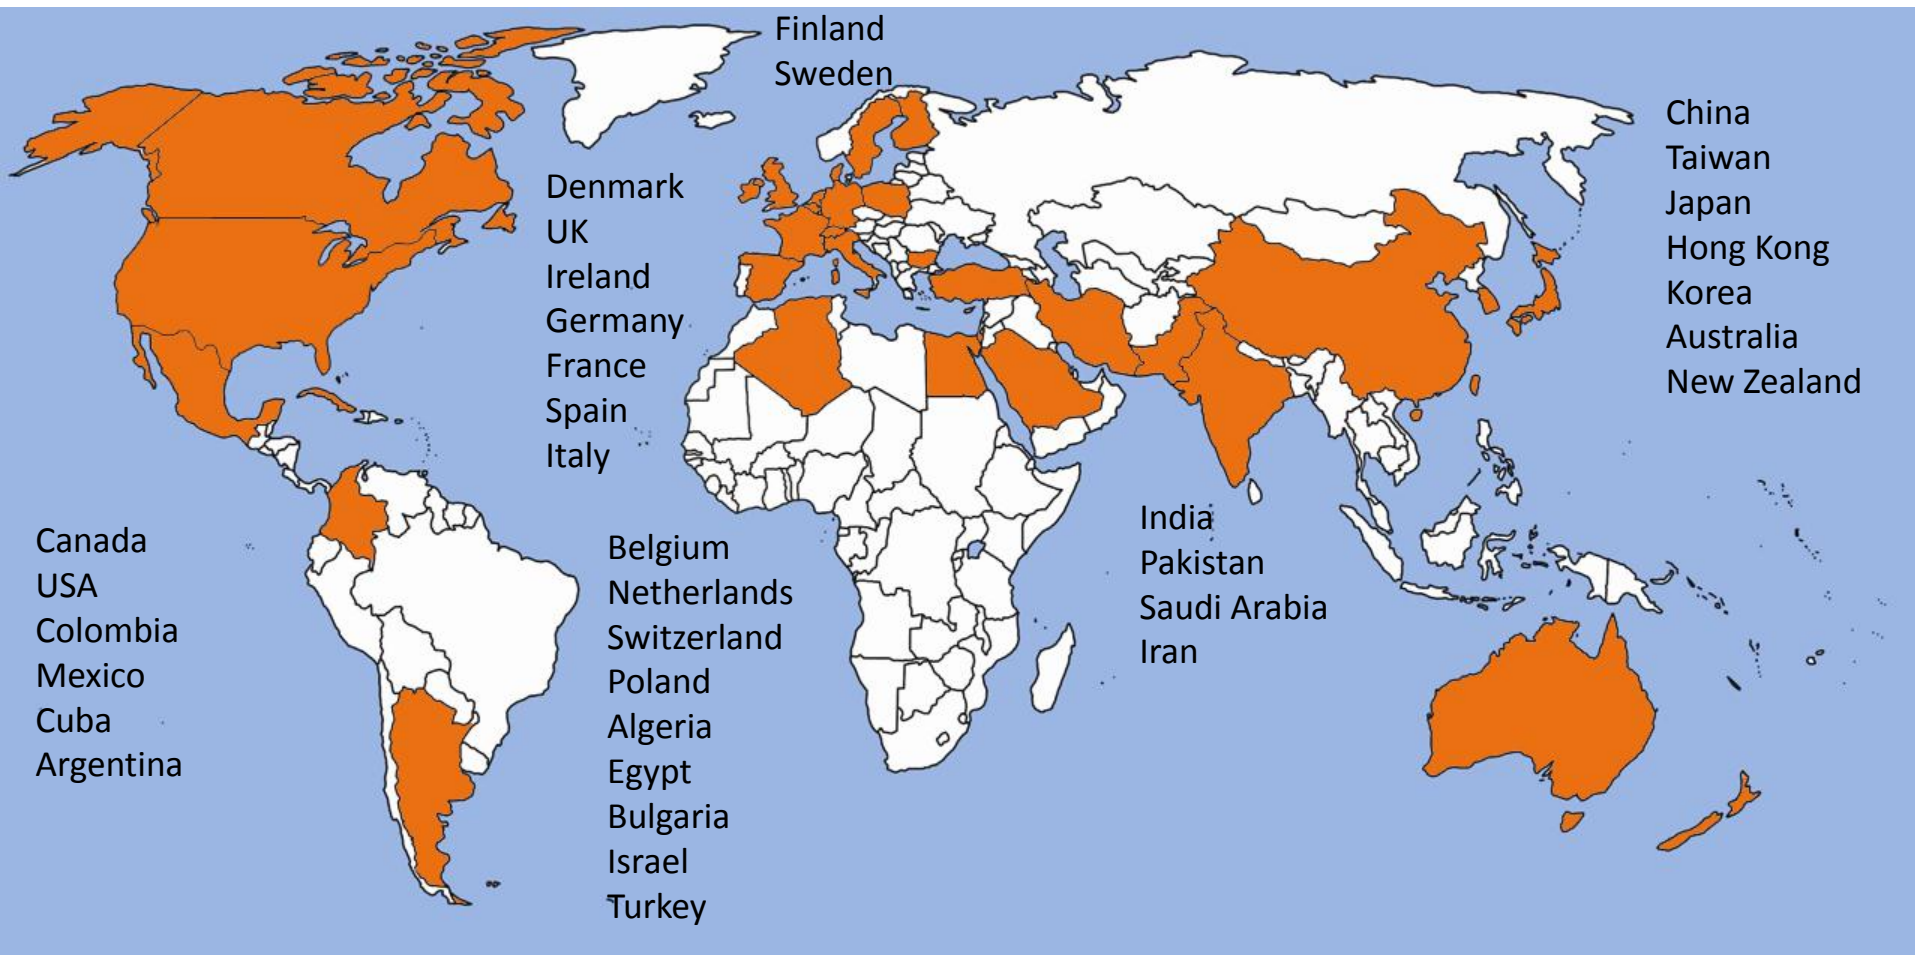 Finland
Sweden
Denmark
UK
Ireland
Germany
France
Spain
Italy
China
Taiwan
Japan
Hong Kong
Korea
Australia
New Zealand
Canada
USA
Colombia
Mexico
Cuba
Argentina
Belgium
Netherlands
Switzerland
Poland
Algeria
Egypt
Bulgaria
Israel
Turkey
India
Pakistan
Saudi Arabia
Iran